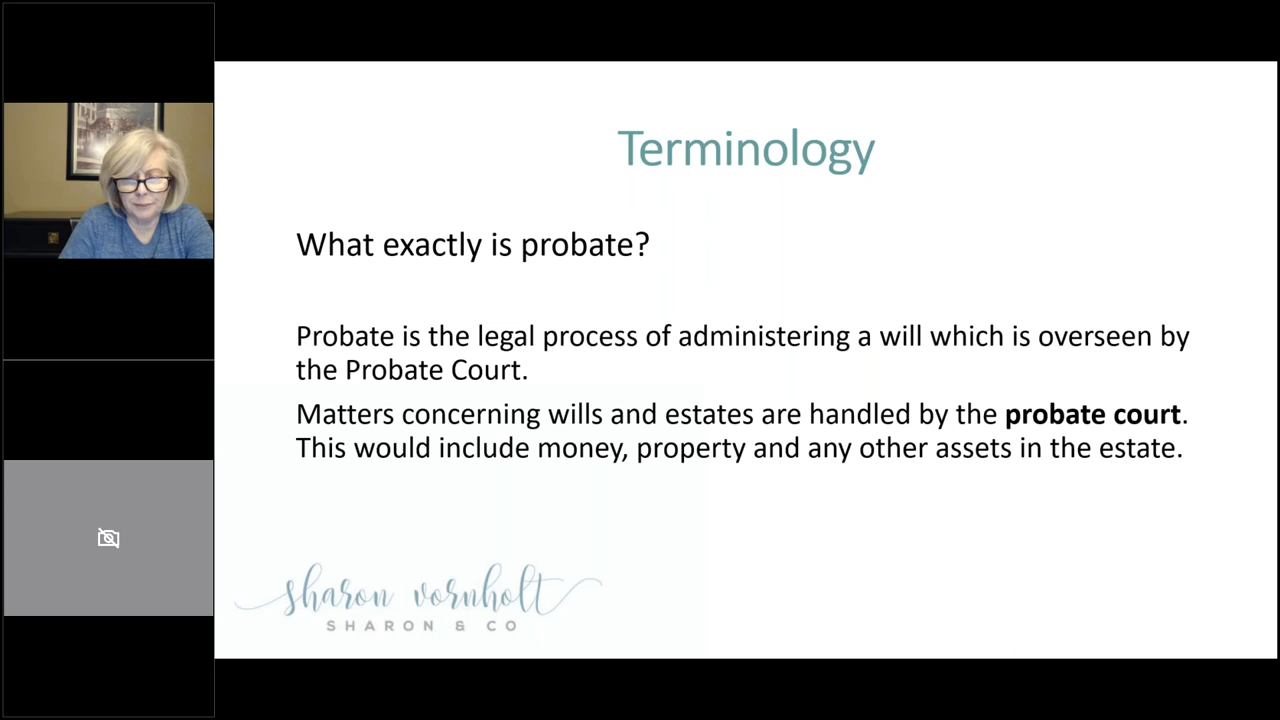 Terminology
What exactly is probate?
Probate is the legal process of administering a will which is overseen by
the Probate Court.
Matters concerning wills and estates are handled by the probate court.
This would include money, property and any other assets in the estate.
sharon vornholt
SHARON & CO